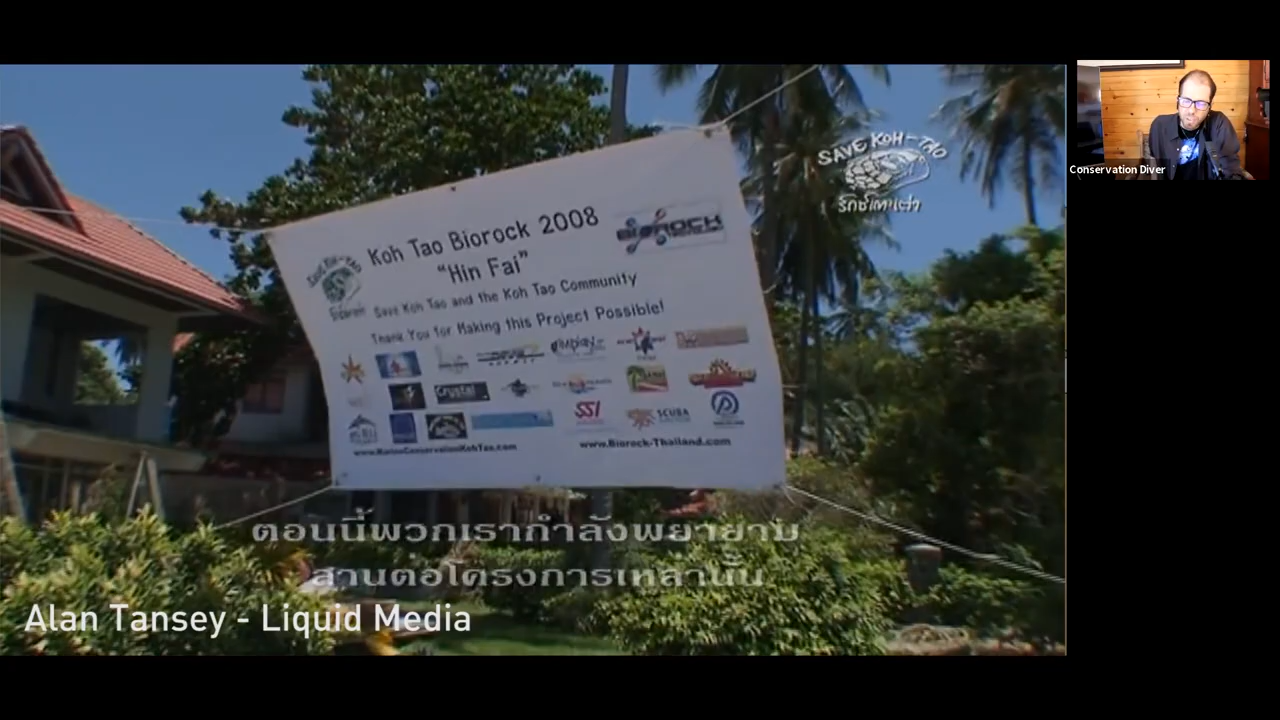 SAVE KOH-TAO
รักษ์เกาะเต่า
Koh Tao Biorock 2008
"Hin Fai"
BIOROCK
Save Koh Tao and the Koh Tao Community
Thank You for Making this Project Possible!
Crystal
SSI
SCUBA
www.MarineConservationKohTao.com
www.Biorock-Thailand.com
ตอนนี้พวกเรากำลังพยายาม
สานต่อโครงการเหล่านั้น
Alan Tansey - Liquid Media
Conservation Diver